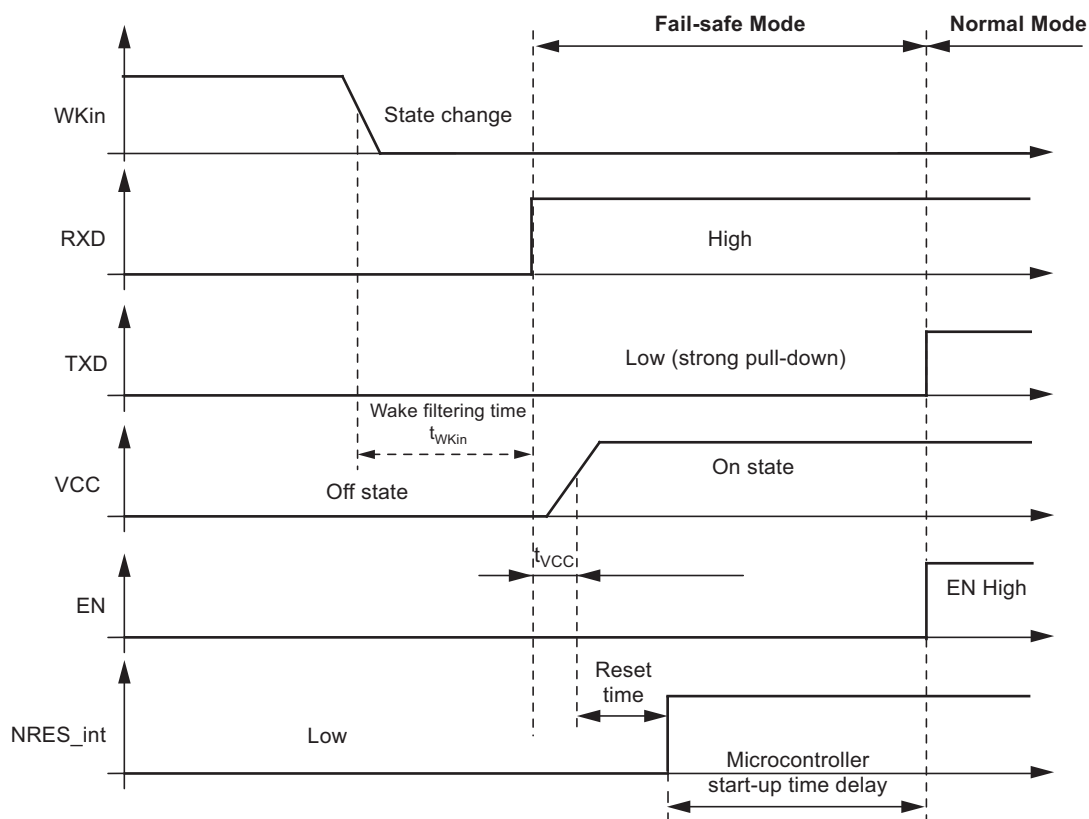 Fail-safe Mode
Normal Mode
WKin
State change
RXD
High
TXD
Low (strong pull-down)
Wake filtering time
tWKin
VCC
Off state
On state
tVCC
EN
EN High
Reset
time
NRES_int
Low
Microcontroller
start-up time delay